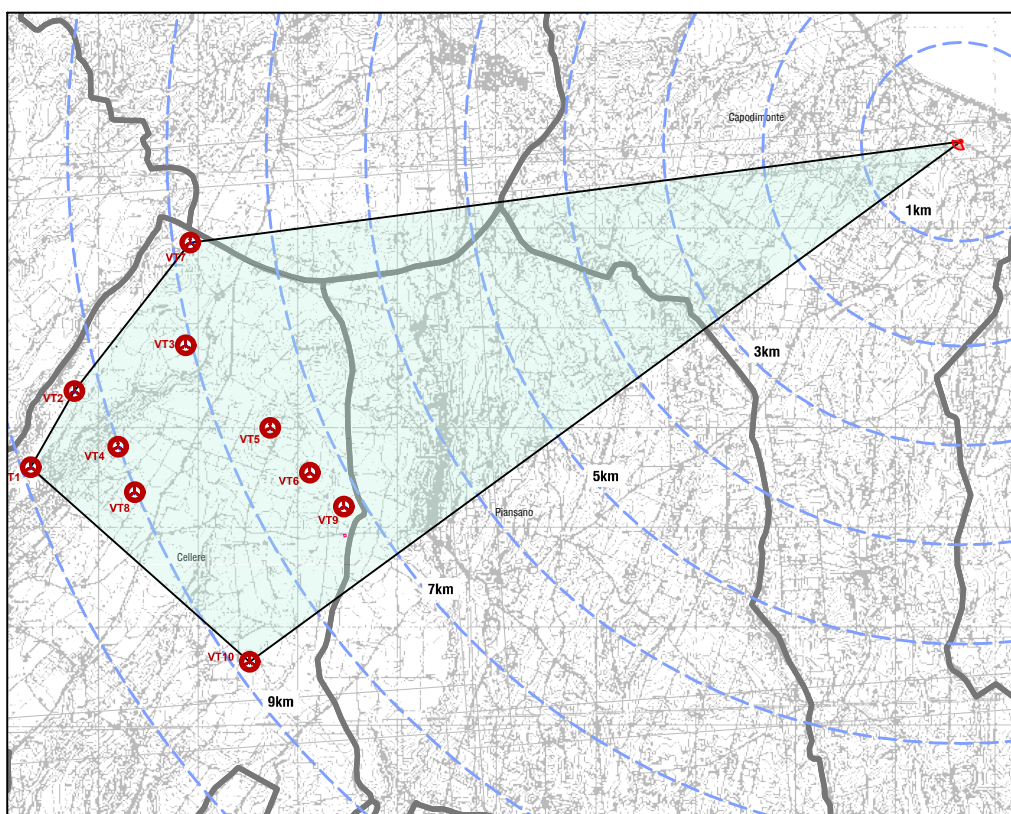 Capodimonte
1km
VT7
VT3
3km
VT2
VT5
VT4
T1
VT6
5km
VT8
VT9
Piansano
Cellere
7km
VT10
9km